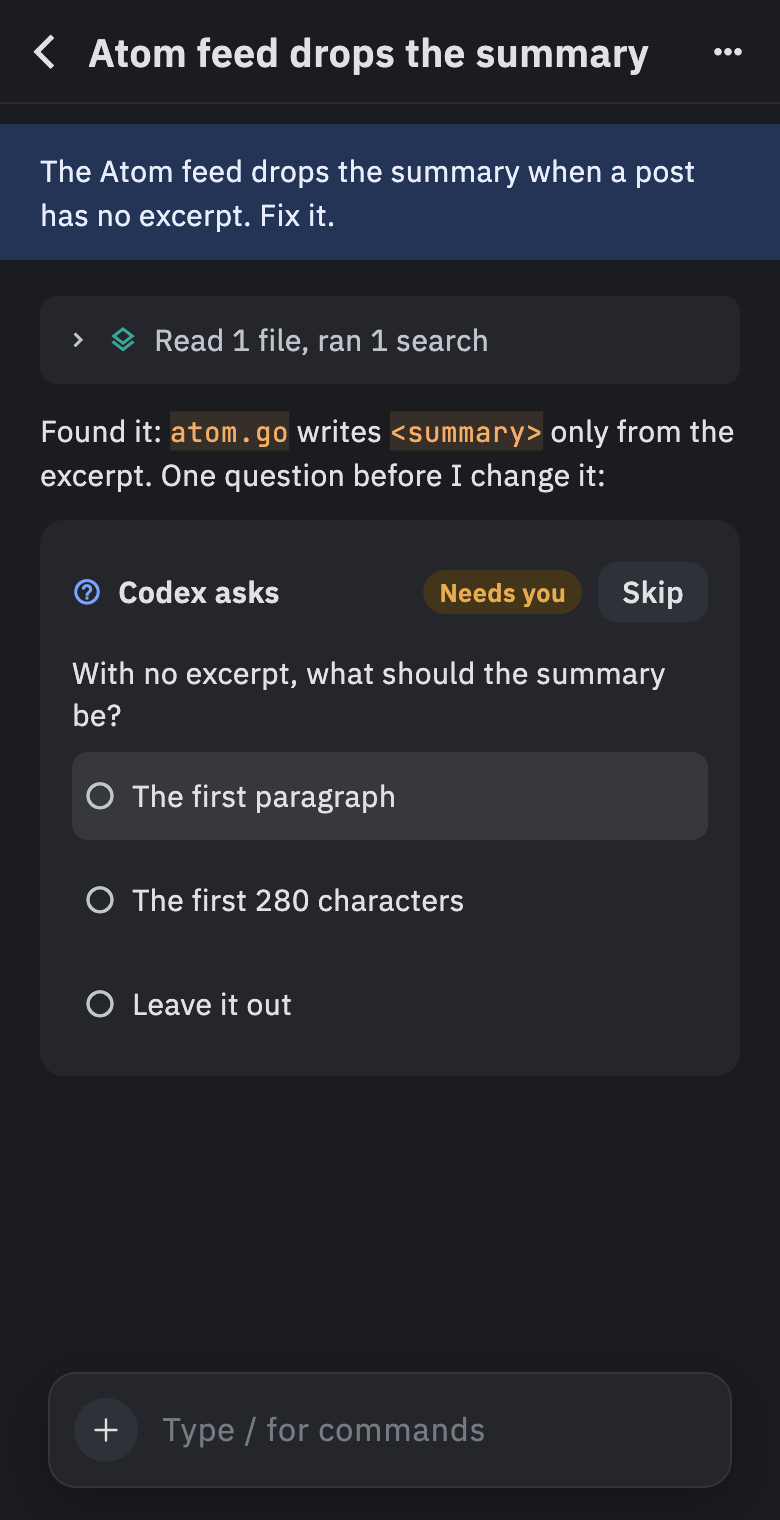 Atom feed drops the summary
The Atom feed drops the summary when a post
has no excerpt. Fix it.
Read 1 file, ran 1 search
Found it: atom.go writes <summary> only from the
excerpt. One question before I change it:
Codex asks
Needs you
Skip
With no excerpt, what should the summary
be?
The first paragraph
The first 280 characters
Leave it out
Type / for commands